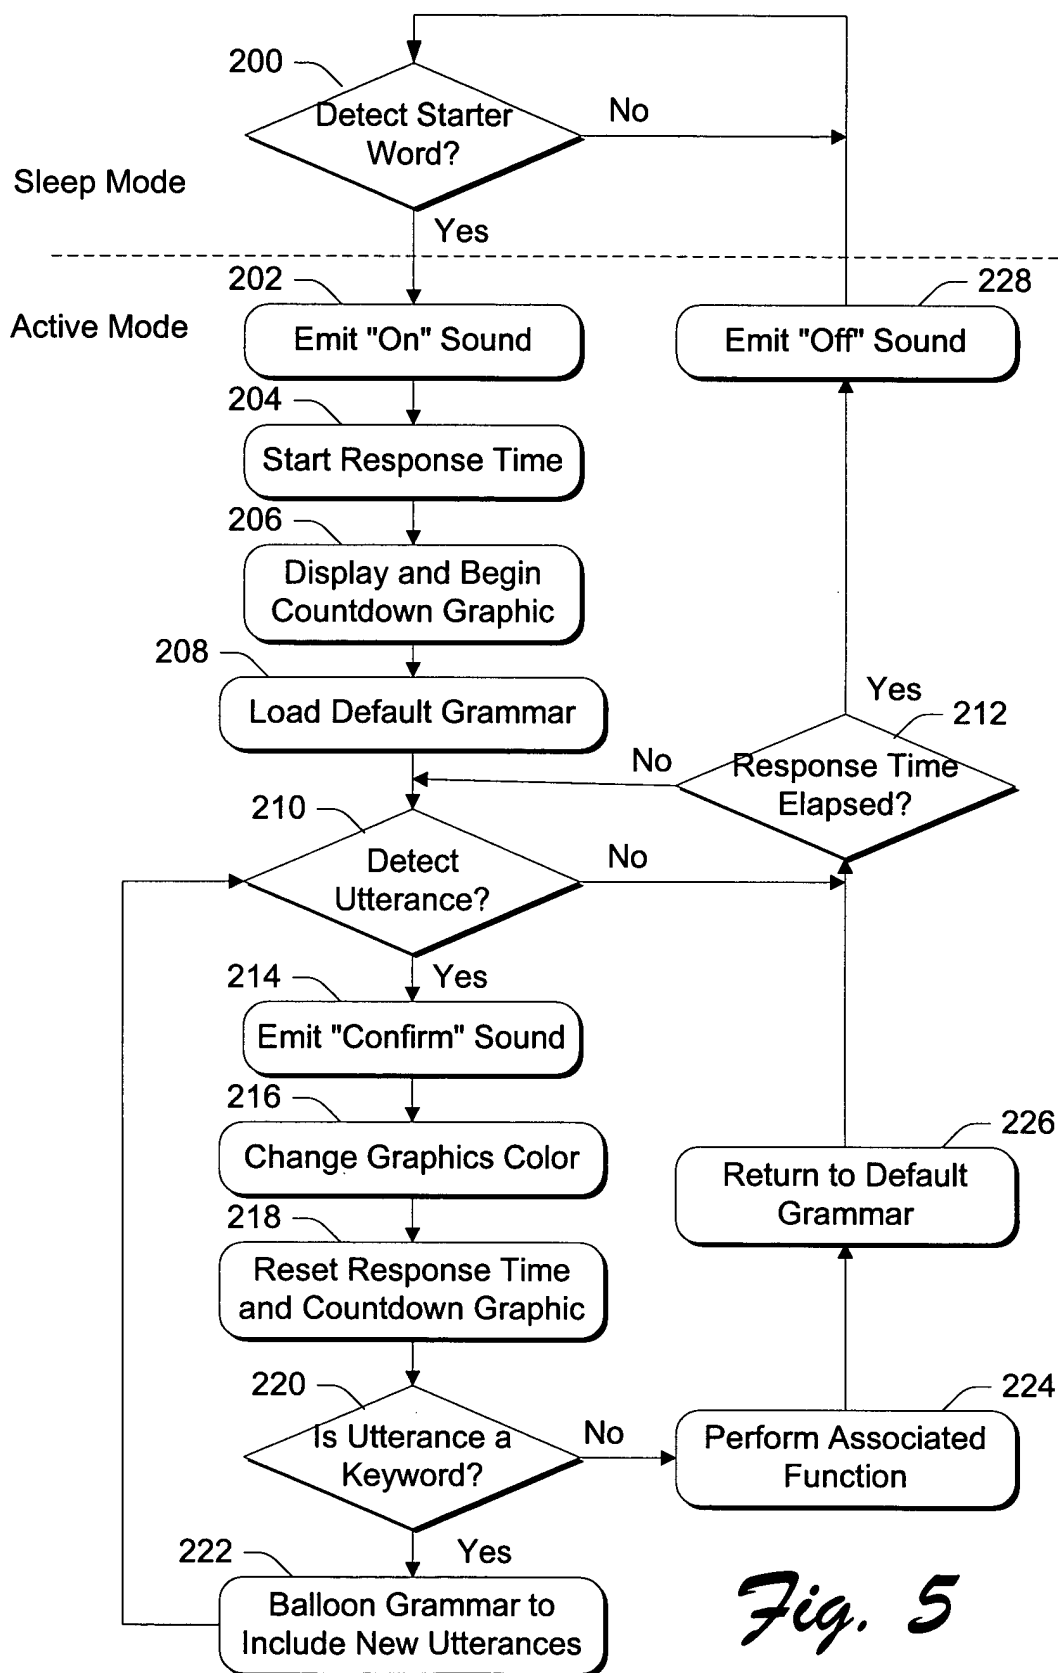 200
Detect Starter
Word?
No
Sleep Mode
Yes
202
228
Active Mode
Emit "On" Sound
Emit "Off" Sound
204
Start Response Time
206
Display and Begin
Countdown Graphic
208
Load Default Grammar
Yes
212
No
Response Time
Elapsed?
210
Detect
Utterance?
No
Yes
214
Emit "Confirm" Sound
216
Change Graphics Color
226
Return to Default
Grammar
218
Reset Response Time
and Countdown Graphic
220
Is Utterance a
Keyword?
No
224
Perform Associated
Function
Yes
222
Balloon Grammar to
Include New Utterances
Fig. 5